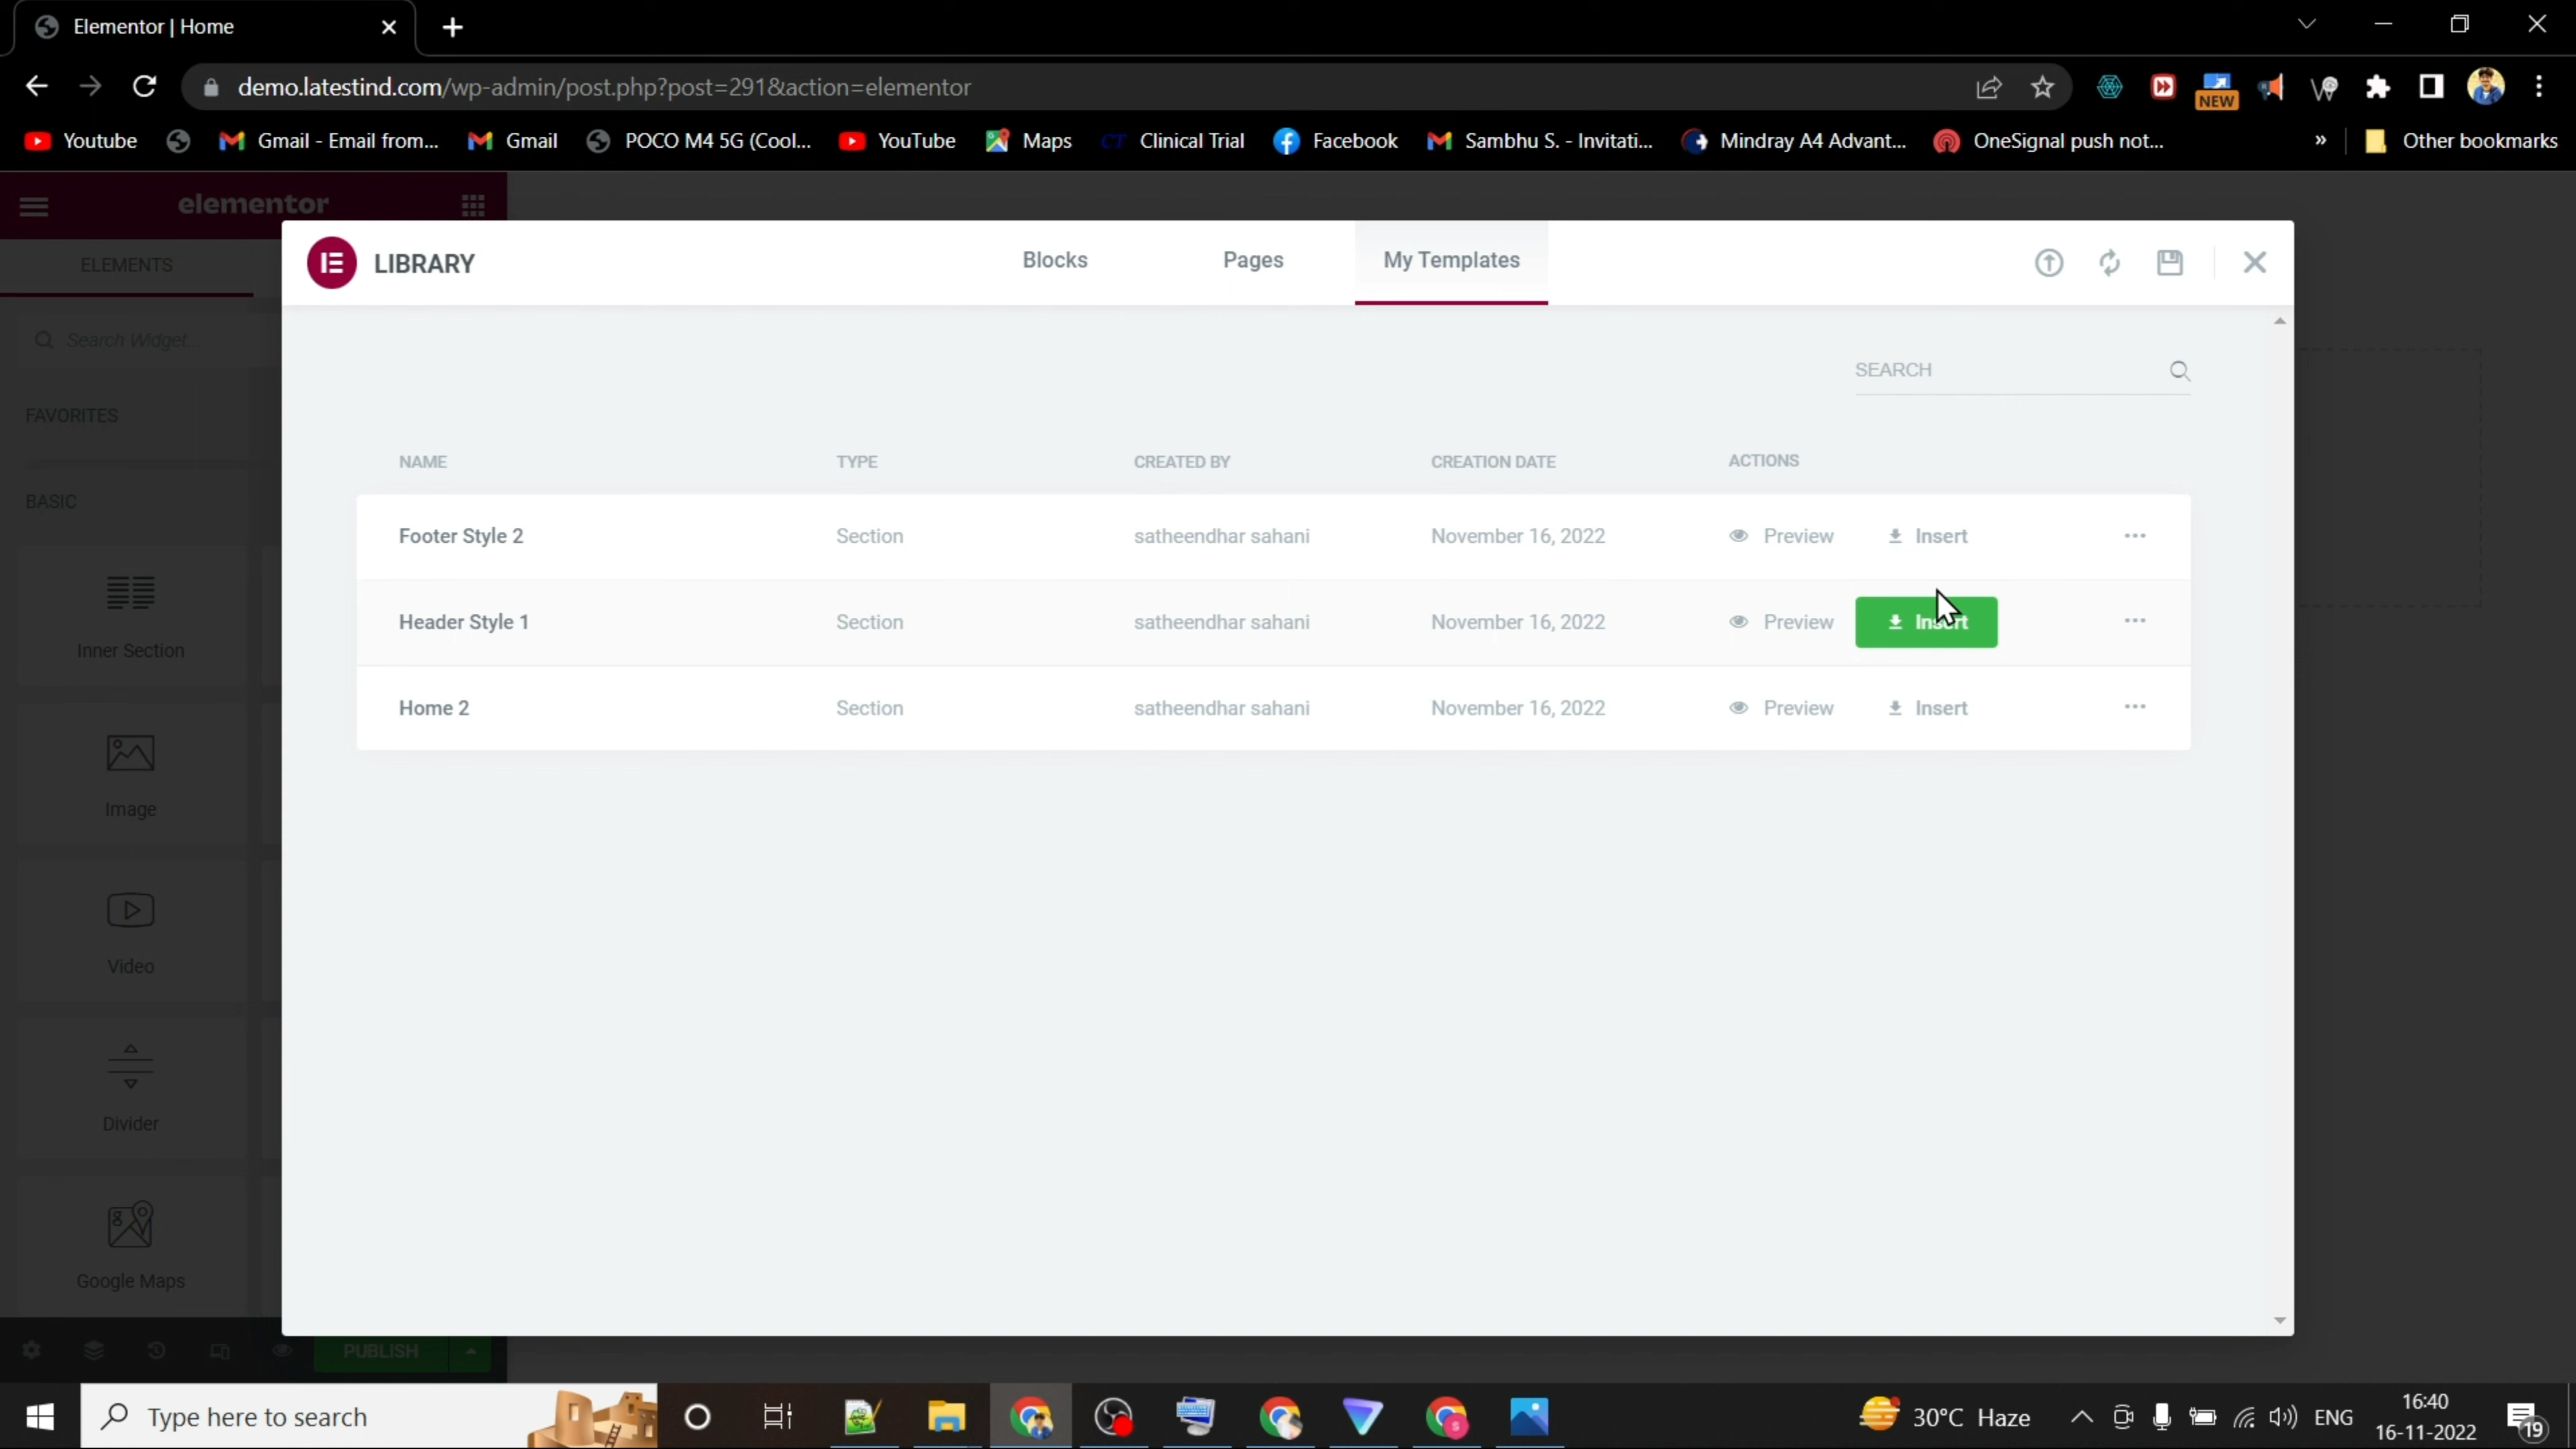 Elementor | Home
demo.latestind.com/wp-admin/post.php?post=291&action=elementor
NEW
Youtube Gmail - Email from... Gmail POCO M4 5G (Cool... YouTube Maps CT Clinical Trial Facebook Sambhu S. - Invitati... Mindray A4 Advant... OneSignal push not... » Other bookmarks
elementor
ELEMENTS
Search Widget...
FAVORITES
BASIC
Inner Section
Image
Video
Divider
Google Maps
PUBLISH
LIBRARY Blocks Pages My Templates
SEARCH
NAME TYPE CREATED BY CREATION DATE ACTIONS
Footer Style 2 Section satheendhar sahani November 16, 2022 Preview Insert
Header Style 1 Section satheendhar sahani November 16, 2022 Preview Insert
Home 2 Section satheendhar sahani November 16, 2022 Preview Insert
Type here to search
30°C Haze
ENG
16:40
16-11-2022
19